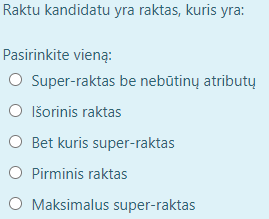 Raktu kandidatu yra raktas, kuris yra:
Pasirinkite vieną:
Super-raktas be nebūtinų atributų
Išorinis raktas
Bet kuris super-raktas
Pirminis raktas
Maksimalus super-raktas